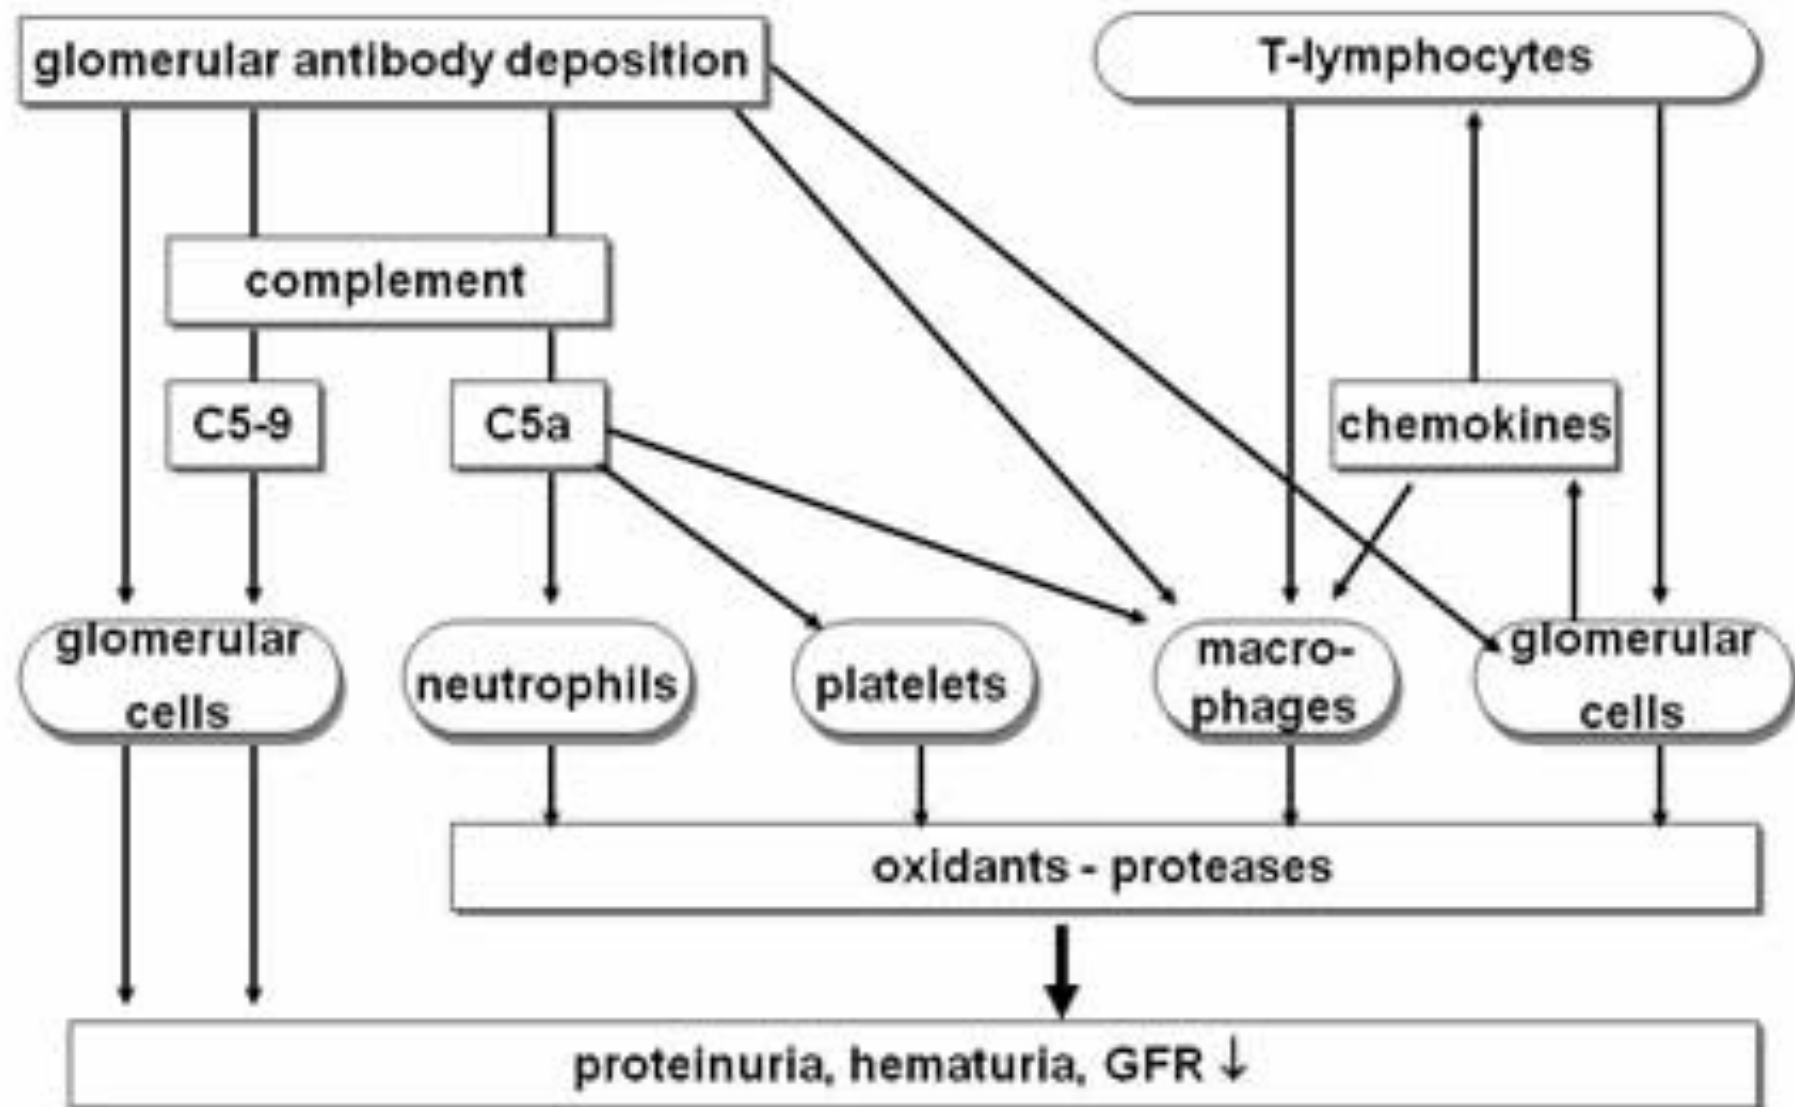 glomerular antibody deposition
T-lymphocytes
complement
C5-9
C5a
chemokines
glomerular
cells
neutrophils
platelets
macro-
phages
glomerular
cells
oxidants - proteases
proteinuria, hematuria, GFR ↓